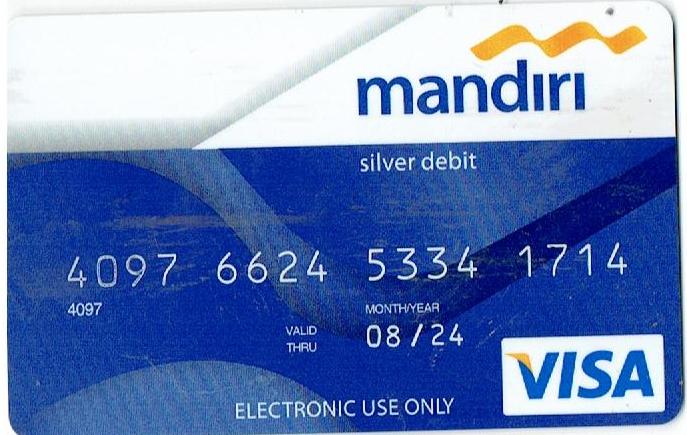 mandiri
silver debit
4097 6624 5334 1714
4097
MONTH/YEAR
VALID THRU 08/24
VISA
ELECTRONIC USE ONLY